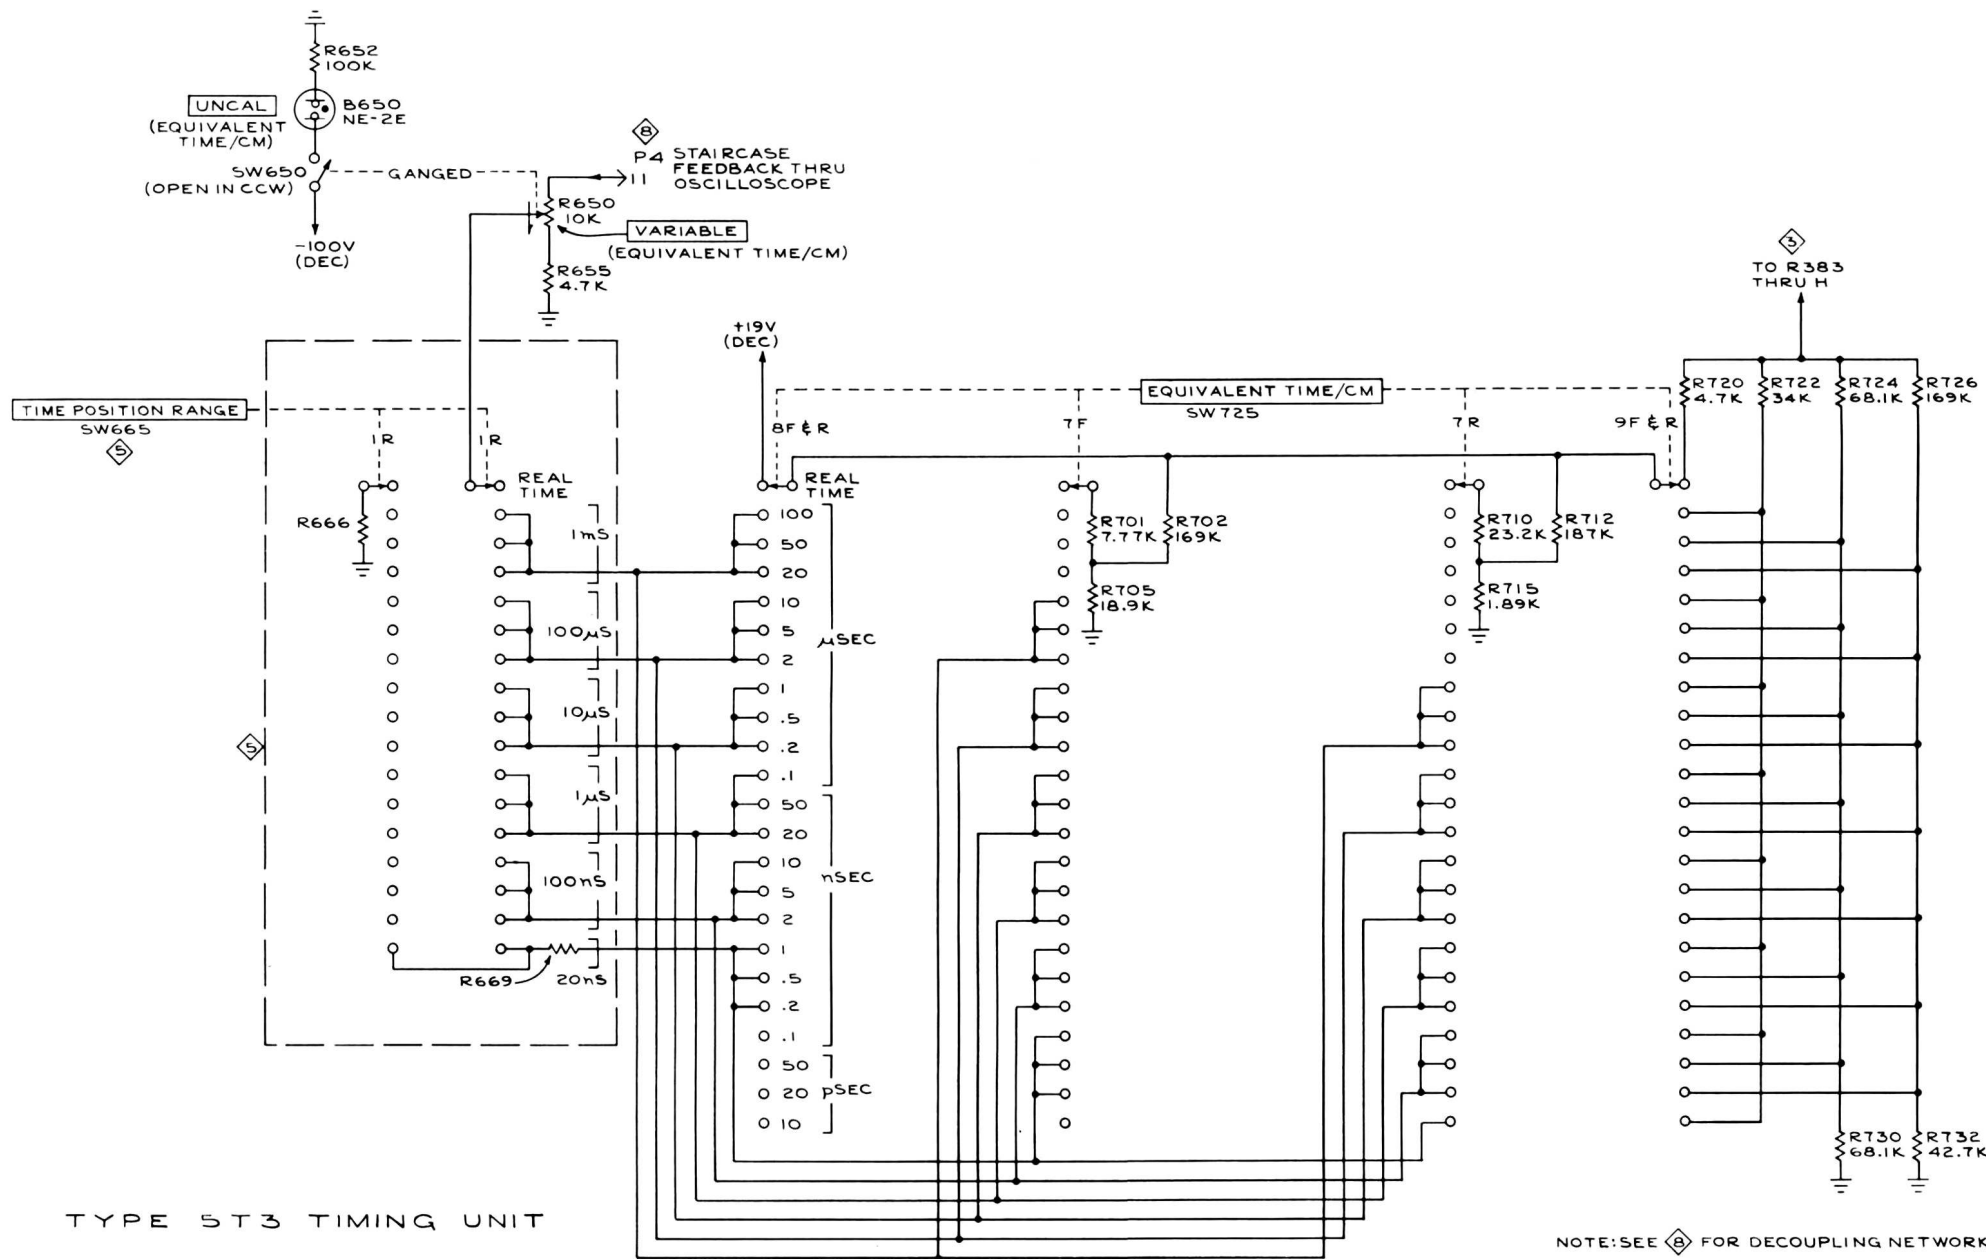 R652
100K
UNCAL
(EQUIVALENT
TIME/CM)
B650
NE-2E
SW650
(OPEN IN CCW)
-100V
(DEC)
GANGED
8
P4
11
STAIRCASE
FEEDBACK THRU
OSCILLOSCOPE
R650
10K
VARIABLE
(EQUIVALENT TIME/CM)
R655
4.7K
3
TO R383
THRU H
+19V
(DEC)
TIME POSITION RANGE
SW665
5
1R
1R
EQUIVALENT TIME/CM
SW725
8F & R
7F
7R
9F & R
R720
4.7K
R722
34K
R724
68.1K
R726
169K
R666
REAL
TIME
1mS
100µS
10µS
1µS
100nS
20nS
R669
5
REAL
TIME
100
50
20
10
5
2
1
.5
.2
.1
µSEC
50
20
10
5
2
1
.5
.2
.1
nSEC
50
20
10
pSEC
R701
7.77K
R702
169K
R705
18.9K
R710
23.2K
R712
187K
R715
1.89K
R730
68.1K
R732
42.7K
TYPE 5T3 TIMING UNIT
NOTE: SEE 8 FOR DECOUPLING NETWORK